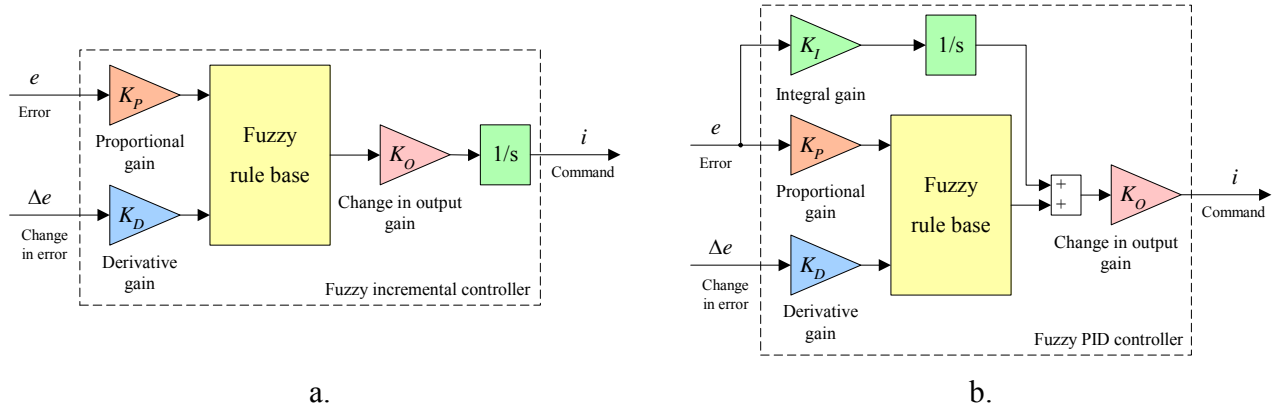 e
Error
K_P
Proportional
gain
Δe
Change
in error
K_D
Derivative
gain
Fuzzy
rule base
K_O
Change in output
gain
1/s
i
Command
Fuzzy incremental controller
a.
K_I
Integral gain
1/s
e
Error
K_P
Proportional
gain
Δe
Change
in error
K_D
Derivative
gain
Fuzzy
rule base
+
+
K_O
Change in output
gain
i
Command
Fuzzy PID controller
b.